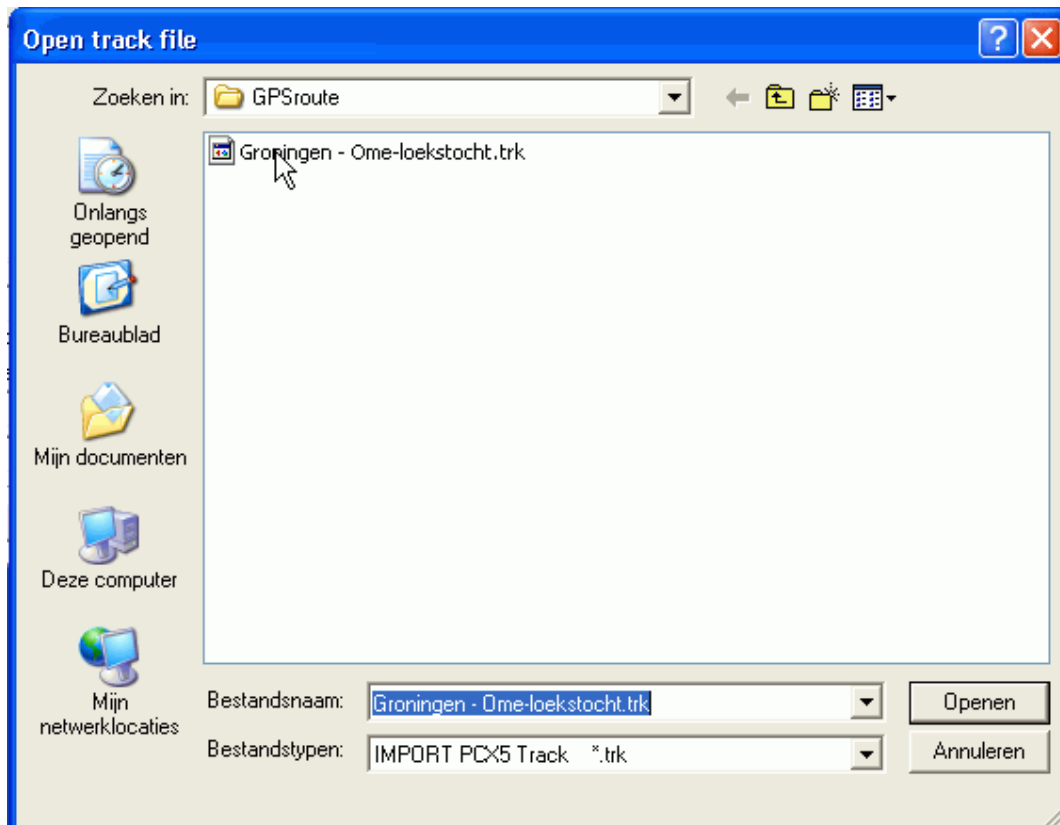 Open track file
Zoeken in:
GPSroute
Groningen - Ome-loekstocht.trk
Onlangs
geopend
Bureaublad
Mijn documenten
Deze computer
Mijn
netwerklocaties
Bestandsnaam:
Groningen - Ome-loekstocht.trk
Openen
Bestandstypen:
IMPORT PCX5 Track *.trk
Annuleren